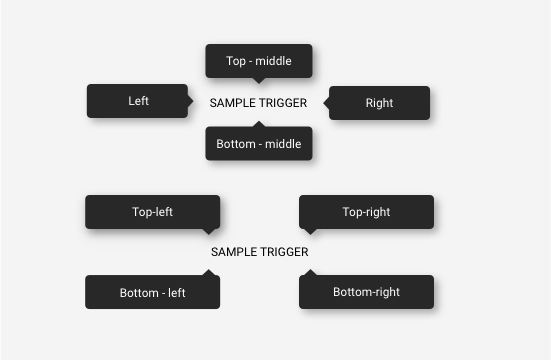 Top - middle
Left
SAMPLE TRIGGER
Right
Bottom - middle
Top-left
Top-right
SAMPLE TRIGGER
Bottom - left
Bottom-right